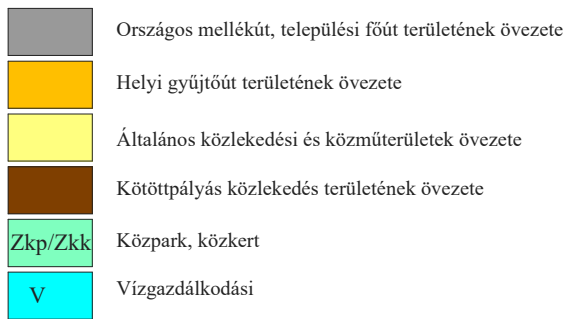 Országos mellékút, települési főút területének övezete
Helyi gyűjtőút területének övezete
Általános közlekedési és közműterületek övezete
Kötöttpályás közlekedés területének övezete
Zkp/Zkk Közpark, közkert
V Vízgazdálkodási